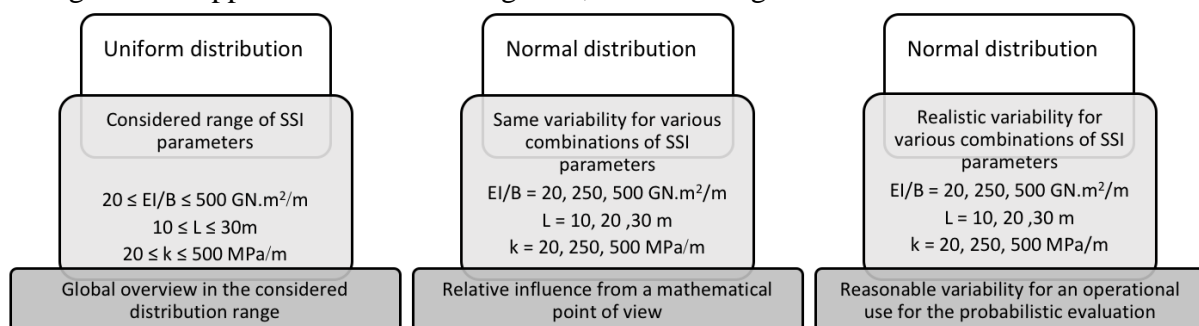 Uniform distribution
Considered range of SSI
parameters
20 ≤ EI/B ≤ 500 GN.m²/m
10 ≤ L ≤ 30m
20 ≤ k ≤ 500 MPa/m
Global overview in the considered
distribution range
Normal distribution
Same variability for various
combinations of SSI
parameters
EI/B = 20, 250, 500 GN.m²/m
L = 10, 20 ,30 m
k = 20, 250, 500 MPa/m
Relative influence from a mathematical
point of view
Normal distribution
Realistic variability for
various combinations of SSI
parameters
EI/B = 20, 250, 500 GN.m²/m
L = 10, 20 ,30 m
k = 20, 250, 500 MPa/m
Reasonable variability for an operational
use for the probabilistic evaluation